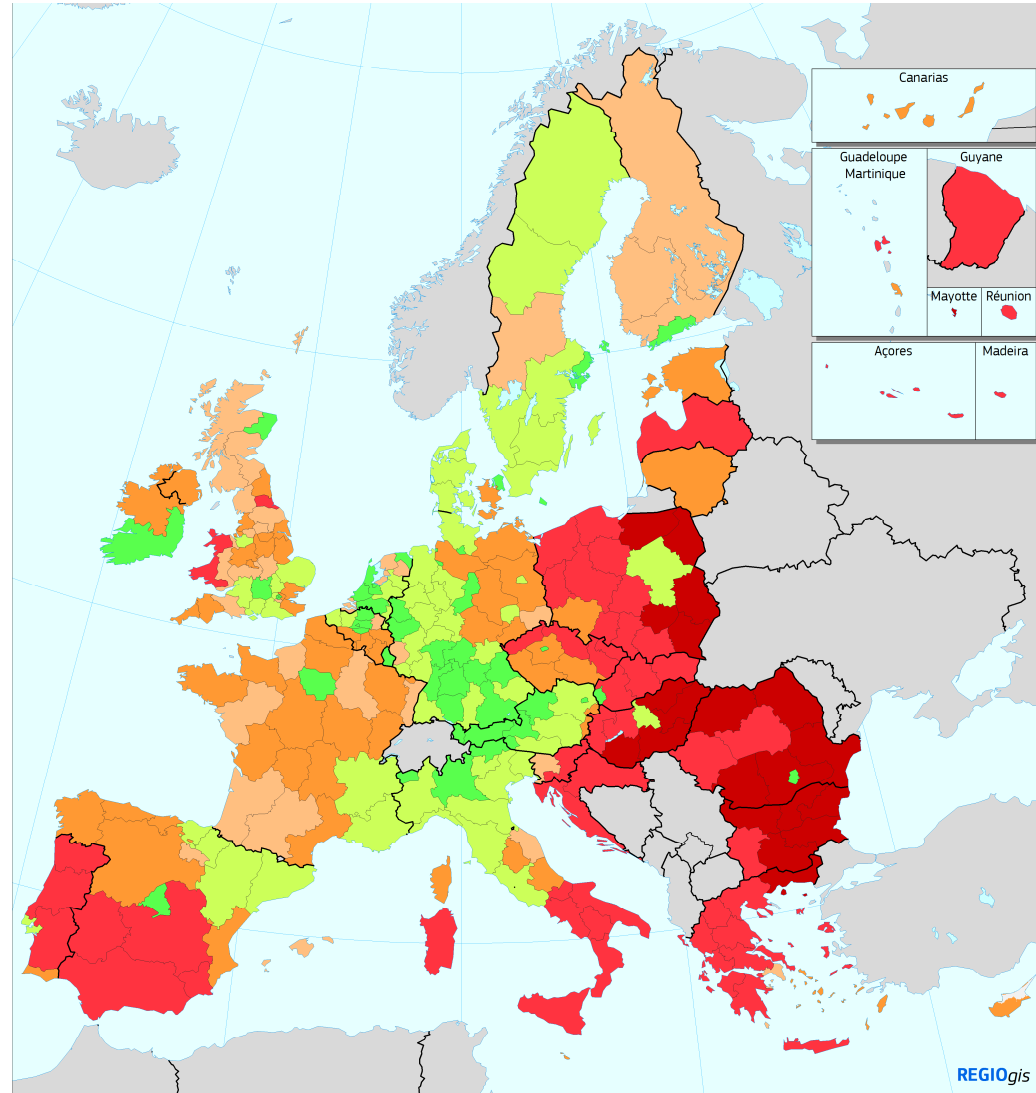 Canarias
Guadeloupe
Martinique
Guyane
Mayotte
Réunion
Açores
Madeira
REGIOgis